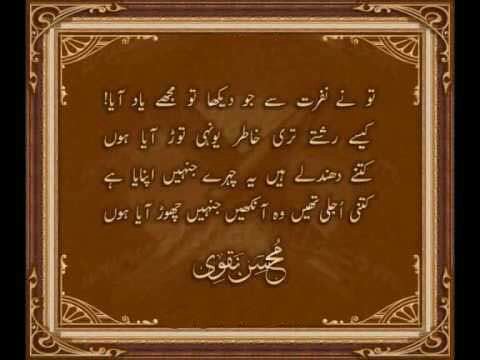 تو نے نفرت سے جو دیکھا تو مجھے یاد آیا!
کیسے رشتے تری خاطر یونہی توڑ آیا ہوں
کتنے دھندلے ہیں یہ چہرے جنہیں اپنایا ہے
کتنی اُجلی تھیں وہ آنکھیں جنہیں چھوڑ آیا ہوں
مُحسن نقوی